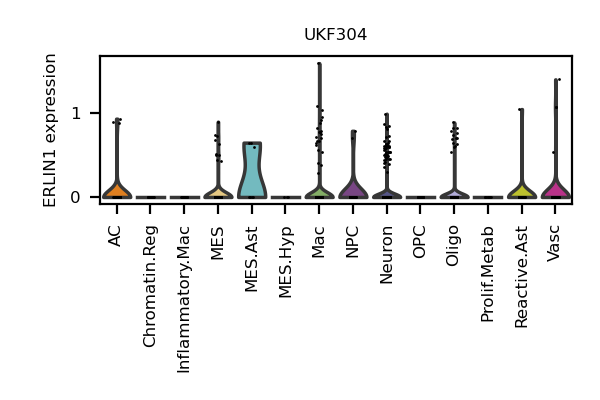 UKF304
ERLIN1 expression
1
0
AC
Chromatin.Reg
Inflammatory.Mac
MES
MES.Ast
MES.Hyp
Mac
NPC
Neuron
OPC
Oligo
Prolif.Metab
Reactive.Ast
Vasc